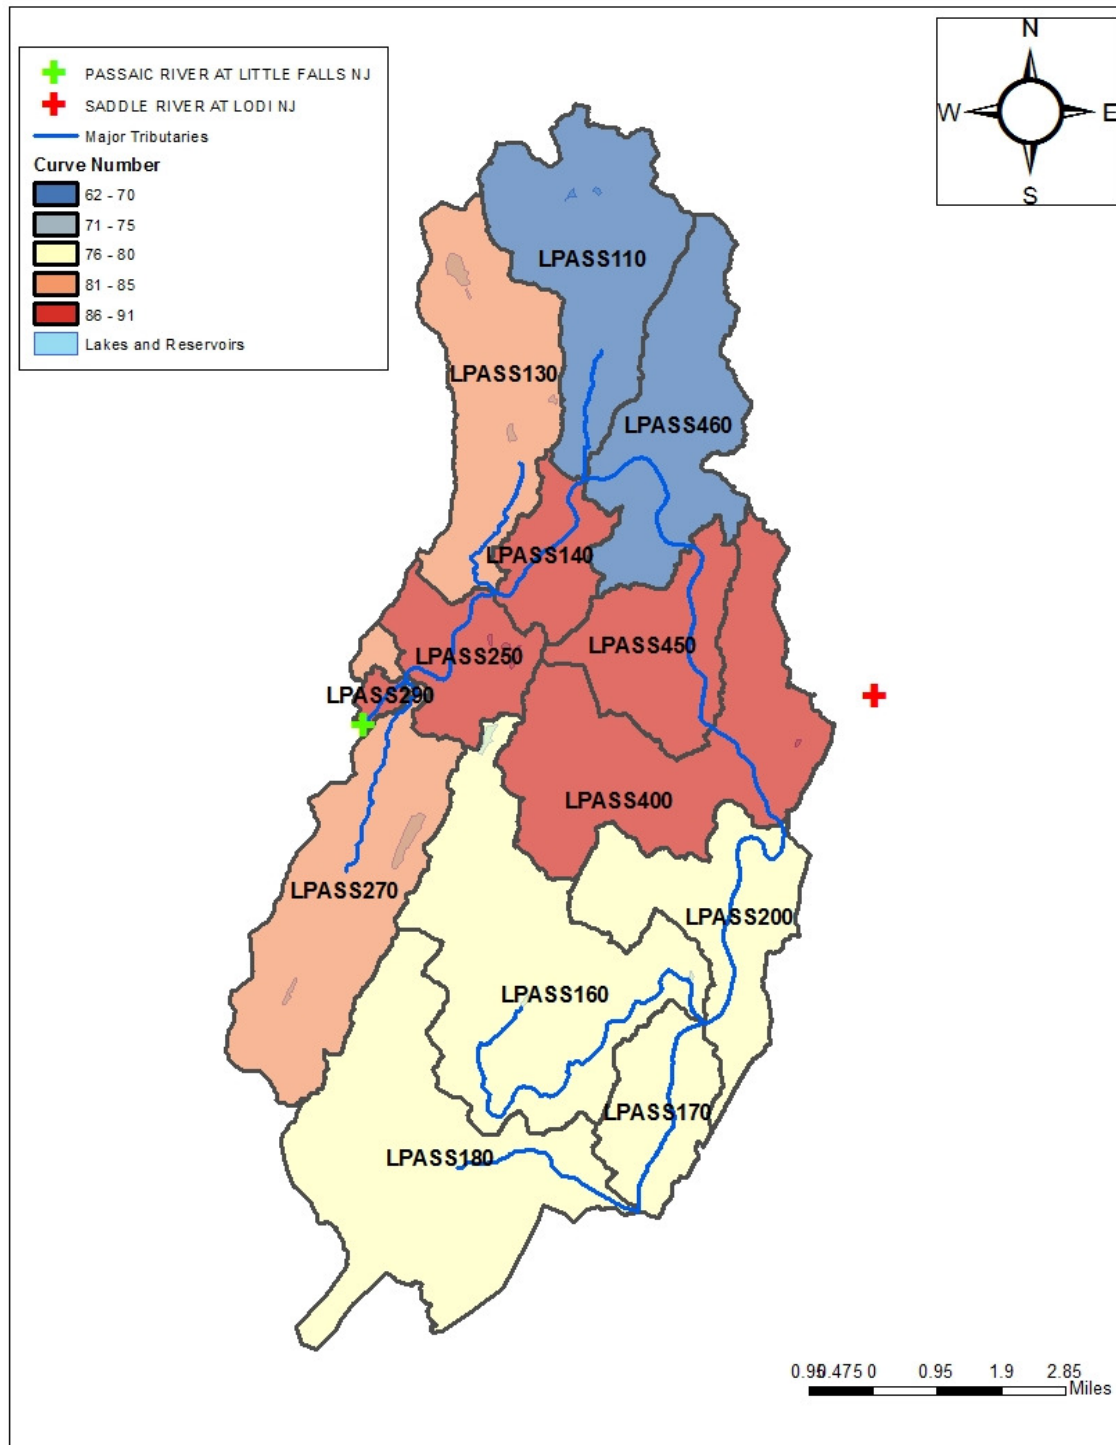 N
W E
S
PASSAIC RIVER AT LITTLE FALLS NJ
SADDLE RIVER AT LODI NJ
Major Tributaries
Curve Number
62 - 70
71 - 75
76 - 80
81 - 85
86 - 91
Lakes and Reservoirs
LPASS110
LPASS130
LPASS460
LPASS140
LPASS450
LPASS250
LPASS290
LPASS400
LPASS270
LPASS200
LPASS160
LPASS170
LPASS180
0.95 0.475 0 0.95 1.9 2.85
Miles